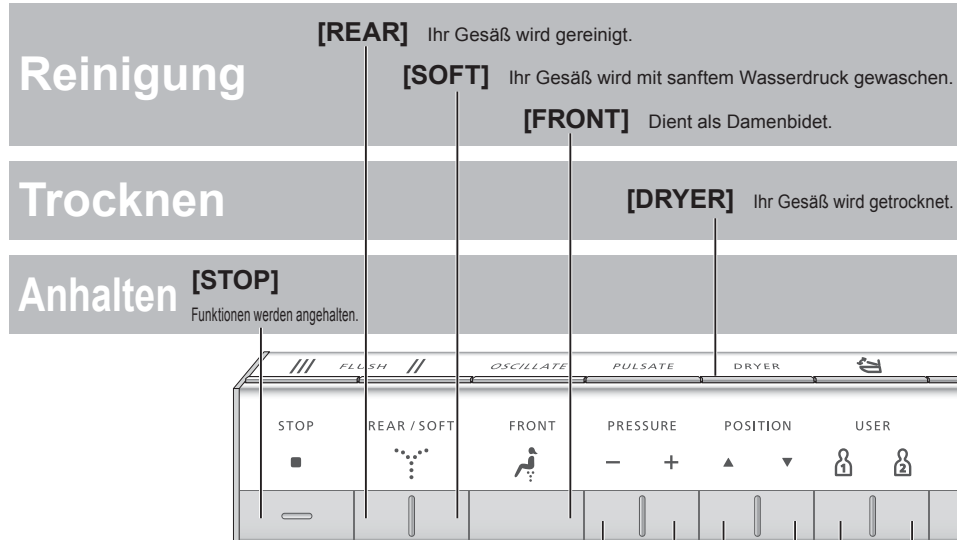 Reinigung
[REAR] Ihr Gesäß wird gereinigt.
[SOFT] Ihr Gesäß wird mit sanftem Wasserdruck gewaschen.
[FRONT] Dient als Damenbidet.
Trocknen
[DRYER] Ihr Gesäß wird getrocknet.
Anhalten
[STOP]
Funktionen werden angehalten.
FLUSH OSCILLATE PULSATE DRYER
STOP REAR / SOFT FRONT PRESSURE POSITION USER
− + ▲ ▼ 1 2